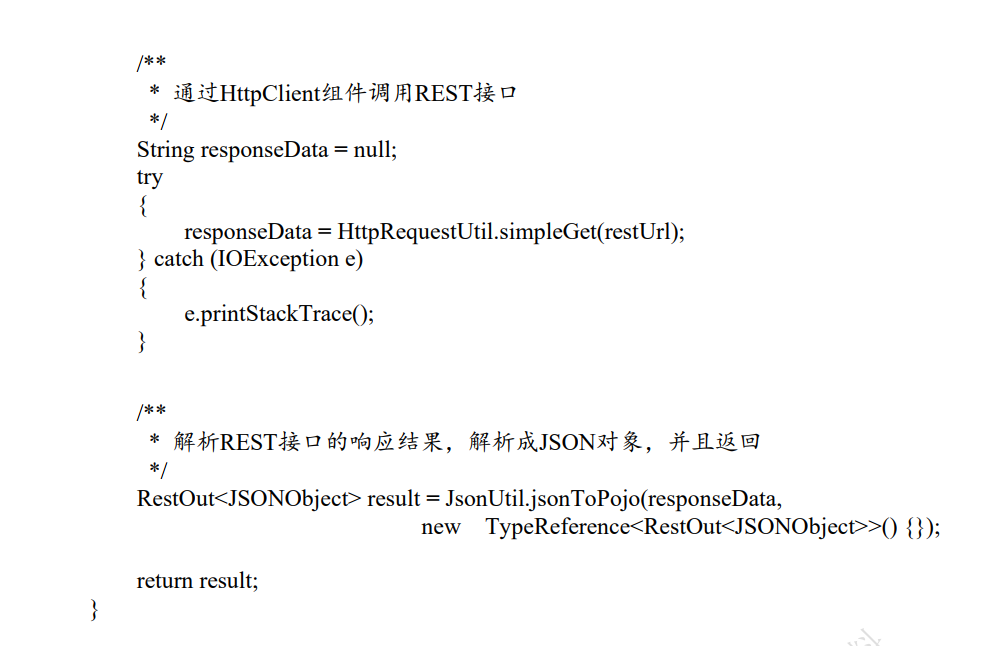 /**
* 通过HttpClient组件调用REST接口
*/
String responseData = null;
try
{
responseData = HttpRequestUtil.simpleGet(restUrl);
} catch (IOException e)
{
e.printStackTrace();
}
/**
* 解析REST接口的响应结果，解析成JSON对象，并且返回
*/
RestOut<JSONObject> result = JsonUtil.jsonToPojo(responseData,
new TypeReference<RestOut<JSONObject>>() {});
return result;
}